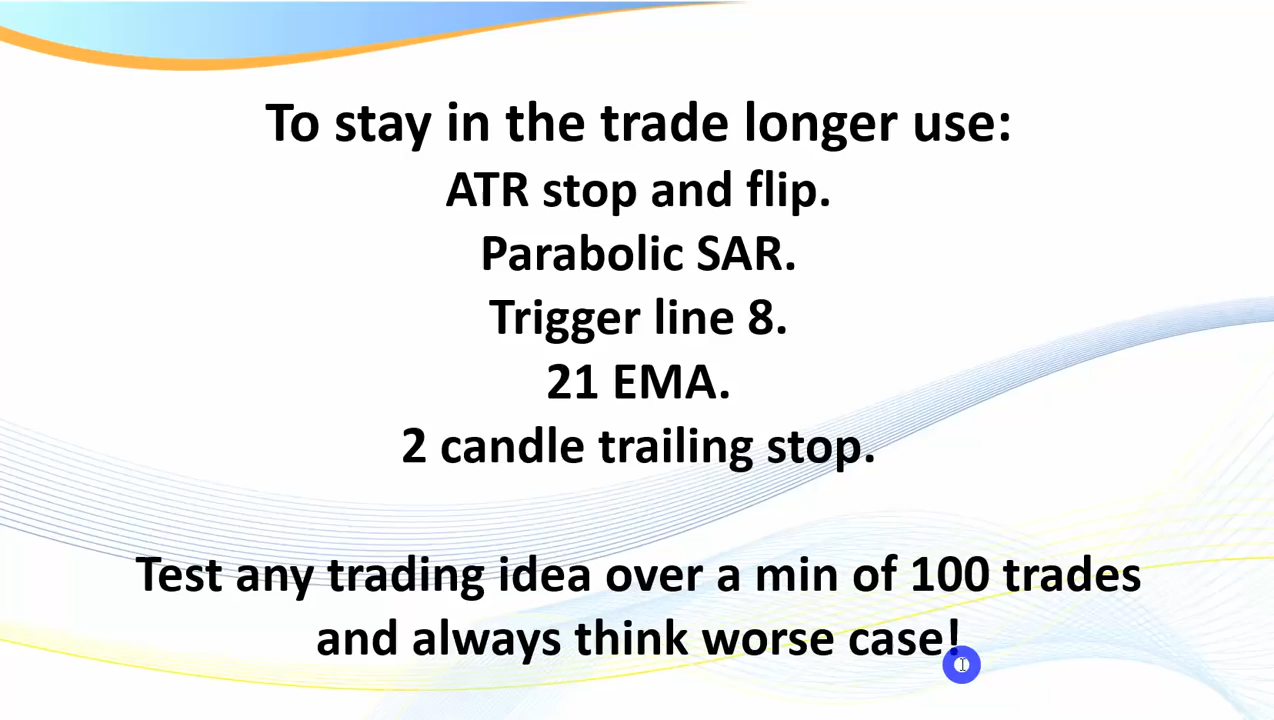 To stay in the trade longer use:
ATR stop and flip.
Parabolic SAR.
Trigger line 8.
21 EMA.
2 candle trailing stop.
Test any trading idea over a min of 100 trades
and always think worse case!